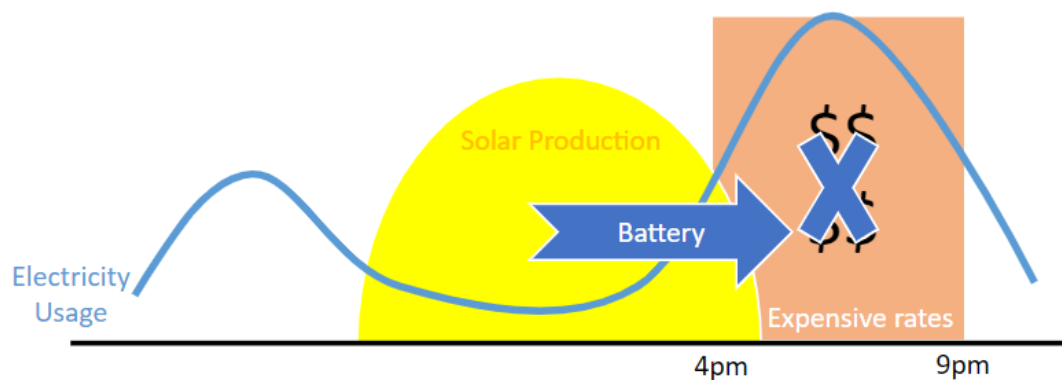 $$
Solar Production
Battery
$$
Electricity
Usage
Expensive rates
4pm
9pm